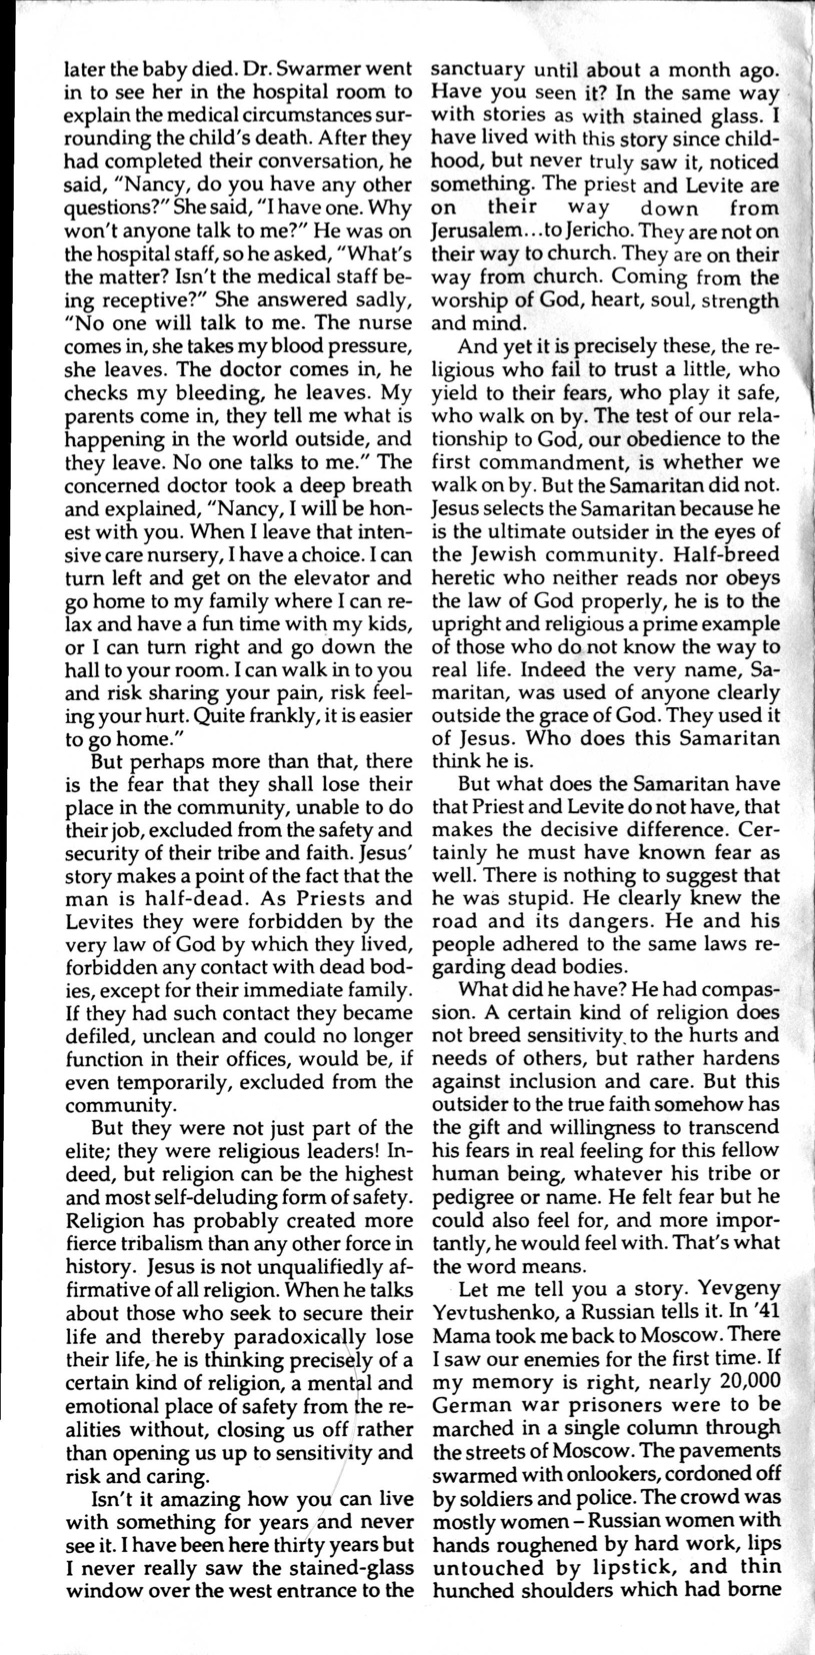 later the baby died. Dr. Swarmer went
in to see her in the hospital room to
explain the medical circumstances sur-
rounding the child's death. After they
had completed their conversation, he
said, "Nancy, do you have any other
questions?" She said, "I have one. Why
won't anyone talk to me?" He was on
the hospital staff, so he asked, "What's
the matter? Isn't the medical staff be-
ing receptive?" She answered sadly,
"No one will talk to me. The nurse
comes in, she takes my blood pressure,
she leaves. The doctor comes in, he
checks my bleeding, he leaves. My
parents come in, they tell me what is
happening in the world outside, and
they leave. No one talks to me." The
concerned doctor took a deep breath
and explained, "Nancy, I will be hon-
est with you. When I leave that inten-
sive care nursery, I have a choice. I can
turn left and get on the elevator and
go home to my family where I can re-
lax and have a fun time with my kids,
or I can turn right and go down the
hall to your room. I can walk in to you
and risk sharing your pain, risk feel-
ing your hurt. Quite frankly, it is easier
to go home."
But perhaps more than that, there
is the fear that they shall lose their
place in the community, unable to do
their job, excluded from the safety and
security of their tribe and faith. Jesus'
story makes a point of the fact that the
man is half-dead. As Priests and
Levites they were forbidden by the
very law of God by which they lived,
forbidden any contact with dead bod-
ies, except for their immediate family.
If they had such contact they became
defiled, unclean and could no longer
function in their offices, would be, if
even temporarily, excluded from the
community.
But they were not just part of the
elite; they were religious leaders! In-
deed, but religion can be the highest
and most self-deluding form of safety.
Religion has probably created more
fierce tribalism than any other force in
history. Jesus is not unqualifiedly af-
firmative of all religion. When he talks
about those who seek to secure their
life and thereby paradoxically lose
their life, he is thinking precisely of a
certain kind of religion, a mental and
emotional place of safety from the re-
alities without, closing us off rather
than opening us up to sensitivity and
risk and caring.
Isn't it amazing how you can live
with something for years and never
see it. I have been here thirty years but
I never really saw the stained-glass
window over the west entrance to the
sanctuary until about a month ago.
Have you seen it? In the same way
with stories as with stained glass. I
have lived with this story since child-
hood, but never truly saw it, noticed
something. The priest and Levite are
on their way down from
Jerusalem...to Jericho. They are not on
their way to church. They are on their
way from church. Coming from the
worship of God, heart, soul, strength
and mind.
And yet it is precisely these, the re-
ligious who fail to trust a little, who
yield to their fears, who play it safe,
who walk on by. The test of our rela-
tionship to God, our obedience to the
first commandment, is whether we
walk on by. But the Samaritan did not.
Jesus selects the Samaritan because he
is the ultimate outsider in the eyes of
the Jewish community. Half-breed
heretic who neither reads nor obeys
the law of God properly, he is to the
upright and religious a prime example
of those who do not know the way to
real life. Indeed the very name, Sa-
maritan, was used of anyone clearly
outside the grace of God. They used it
of Jesus. Who does this Samaritan
think he is.
But what does the Samaritan have
that Priest and Levite do not have, that
makes the decisive difference. Cer-
tainly he must have known fear as
well. There is nothing to suggest that
he was stupid. He clearly knew the
road and its dangers. He and his
people adhered to the same laws re-
garding dead bodies.
What did he have? He had compas-
sion. A certain kind of religion does
not breed sensitivity to the hurts and
needs of others, but rather hardens
against inclusion and care. But this
outsider to the true faith somehow has
the gift and willingness to transcend
his fears in real feeling for this fellow
human being, whatever his tribe or
pedigree or name. He felt fear but he
could also feel for, and more impor-
tantly, he would feel with. That's what
the word means.
Let me tell you a story. Yevgeny
Yevtushenko, a Russian tells it. In '41
Mama took me back to Moscow. There
I saw our enemies for the first time. If
my memory is right, nearly 20,000
German war prisoners were to be
marched in a single column through
the streets of Moscow. The pavements
swarmed with onlookers, cordoned off
by soldiers and police. The crowd was
mostly women – Russian women with
hands roughened by hard work, lips
untouched by lipstick, and thin
hunched shoulders which had borne